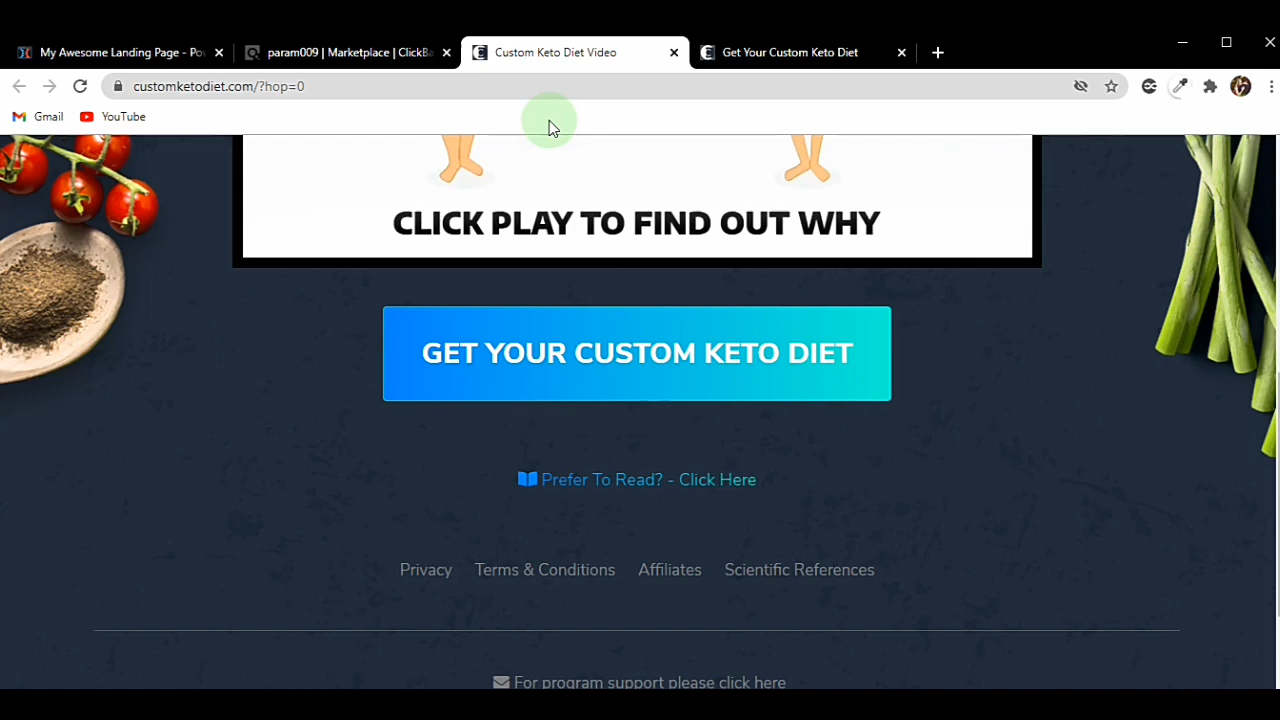 My Awesome Landing Page - Po
param009 | Marketplace | ClickBa
Custom Keto Diet Video
Get Your Custom Keto Diet
customketodiet.com/?hop=0
Gmail
YouTube
CLICK PLAY TO FIND OUT WHY
GET YOUR CUSTOM KETO DIET
Prefer To Read? - Click Here
Privacy
Terms & Conditions
Affiliates
Scientific References
For program support please click here